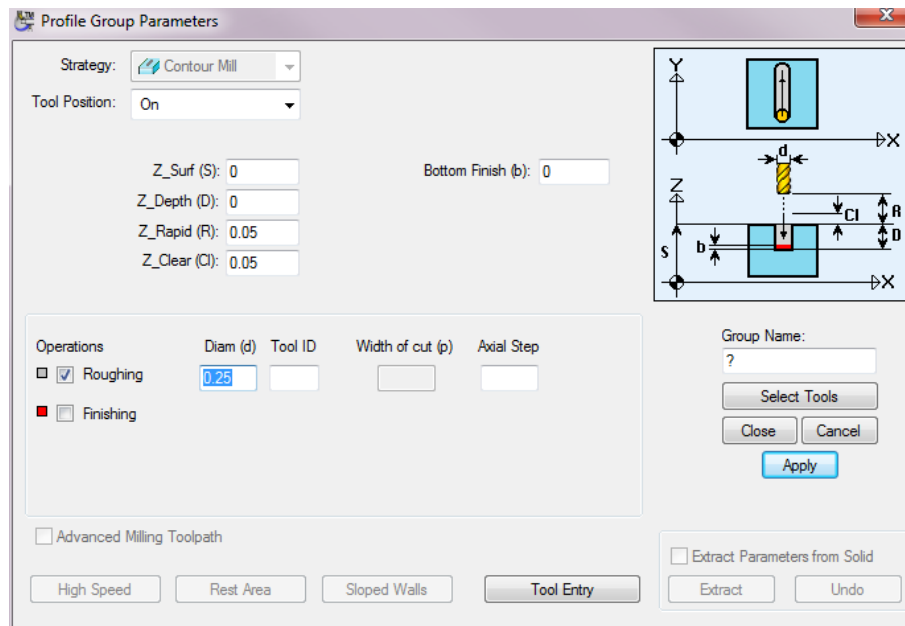 Profile Group Parameters
X
Strategy: Contour Mill
Tool Position: On
Z_Surf (S): 0
Bottom Finish (b): 0
Z_Depth (D): 0
Z_Rapid (R): 0.05
Z_Clear (Cl): 0.05
Y
X
d
Z
Cl
R
D
S
b
X
Operations Diam (d) Tool ID Width of cut (p) Axial Step
Roughing 0.25
Finishing
Group Name:
?
Select Tools
Close Cancel
Apply
Advanced Milling Toolpath
High Speed Rest Area Sloped Walls Tool Entry
Extract Parameters from Solid
Extract Undo